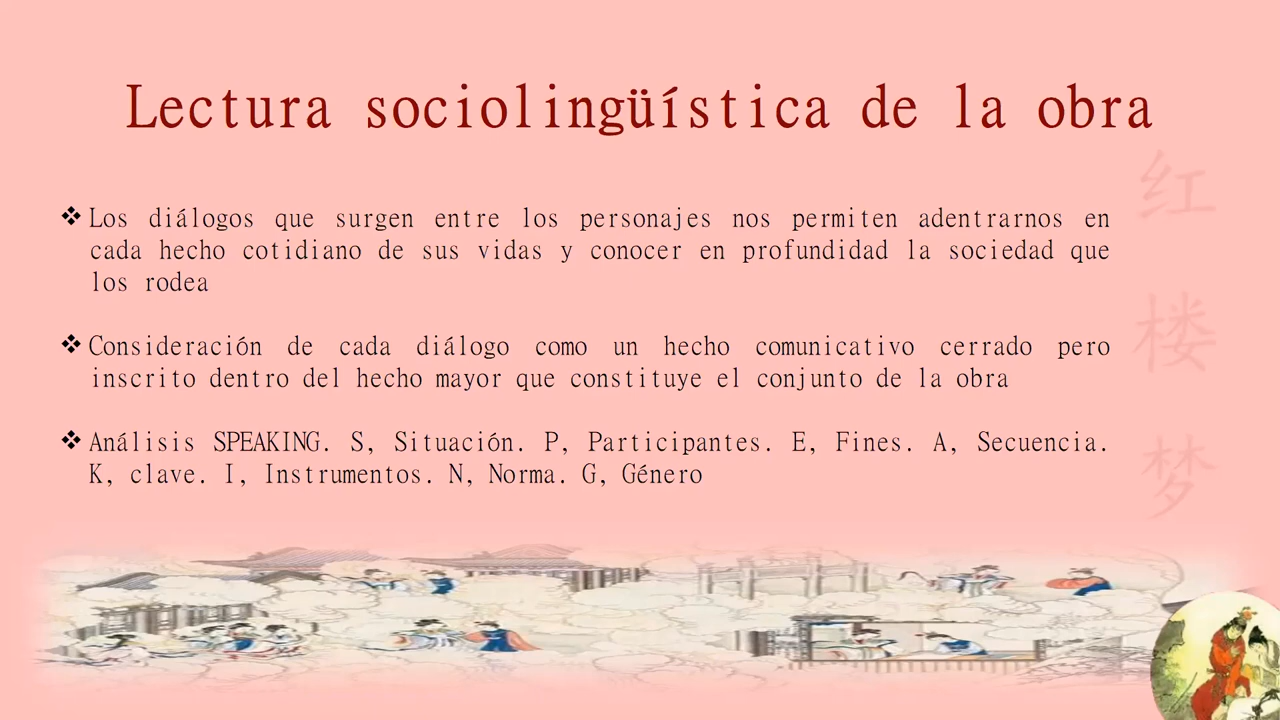 Lectura sociolingüística de la obra
❖ Los diálogos que surgen entre los personajes nos permiten adentrarnos en
cada hecho cotidiano de sus vidas y conocer en profundidad la sociedad que
los rodea
❖ Consideración de cada diálogo como un hecho comunicativo cerrado pero
inscrito dentro del hecho mayor que constituye el conjunto de la obra
❖ Análisis SPEAKING. S, Situación. P, Participantes. E, Fines. A, Secuencia.
K, clave. I, Instrumentos. N, Norma. G, Género
红
楼
梦